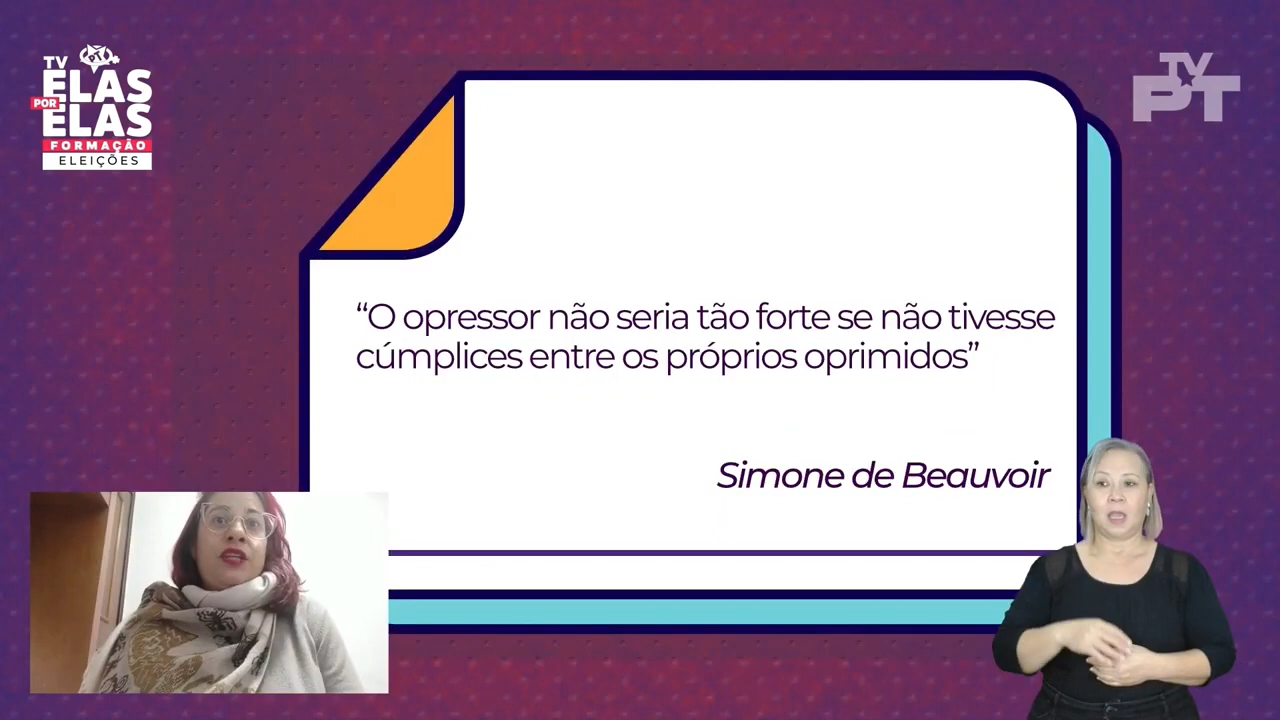 TV
ELAS
POR
ELAS
FORMAÇÃO
ELEIÇÕES
TV
PT
“O opressor não seria tão forte se não tivesse
cúmplices entre os próprios oprimidos”
Simone de Beauvoir